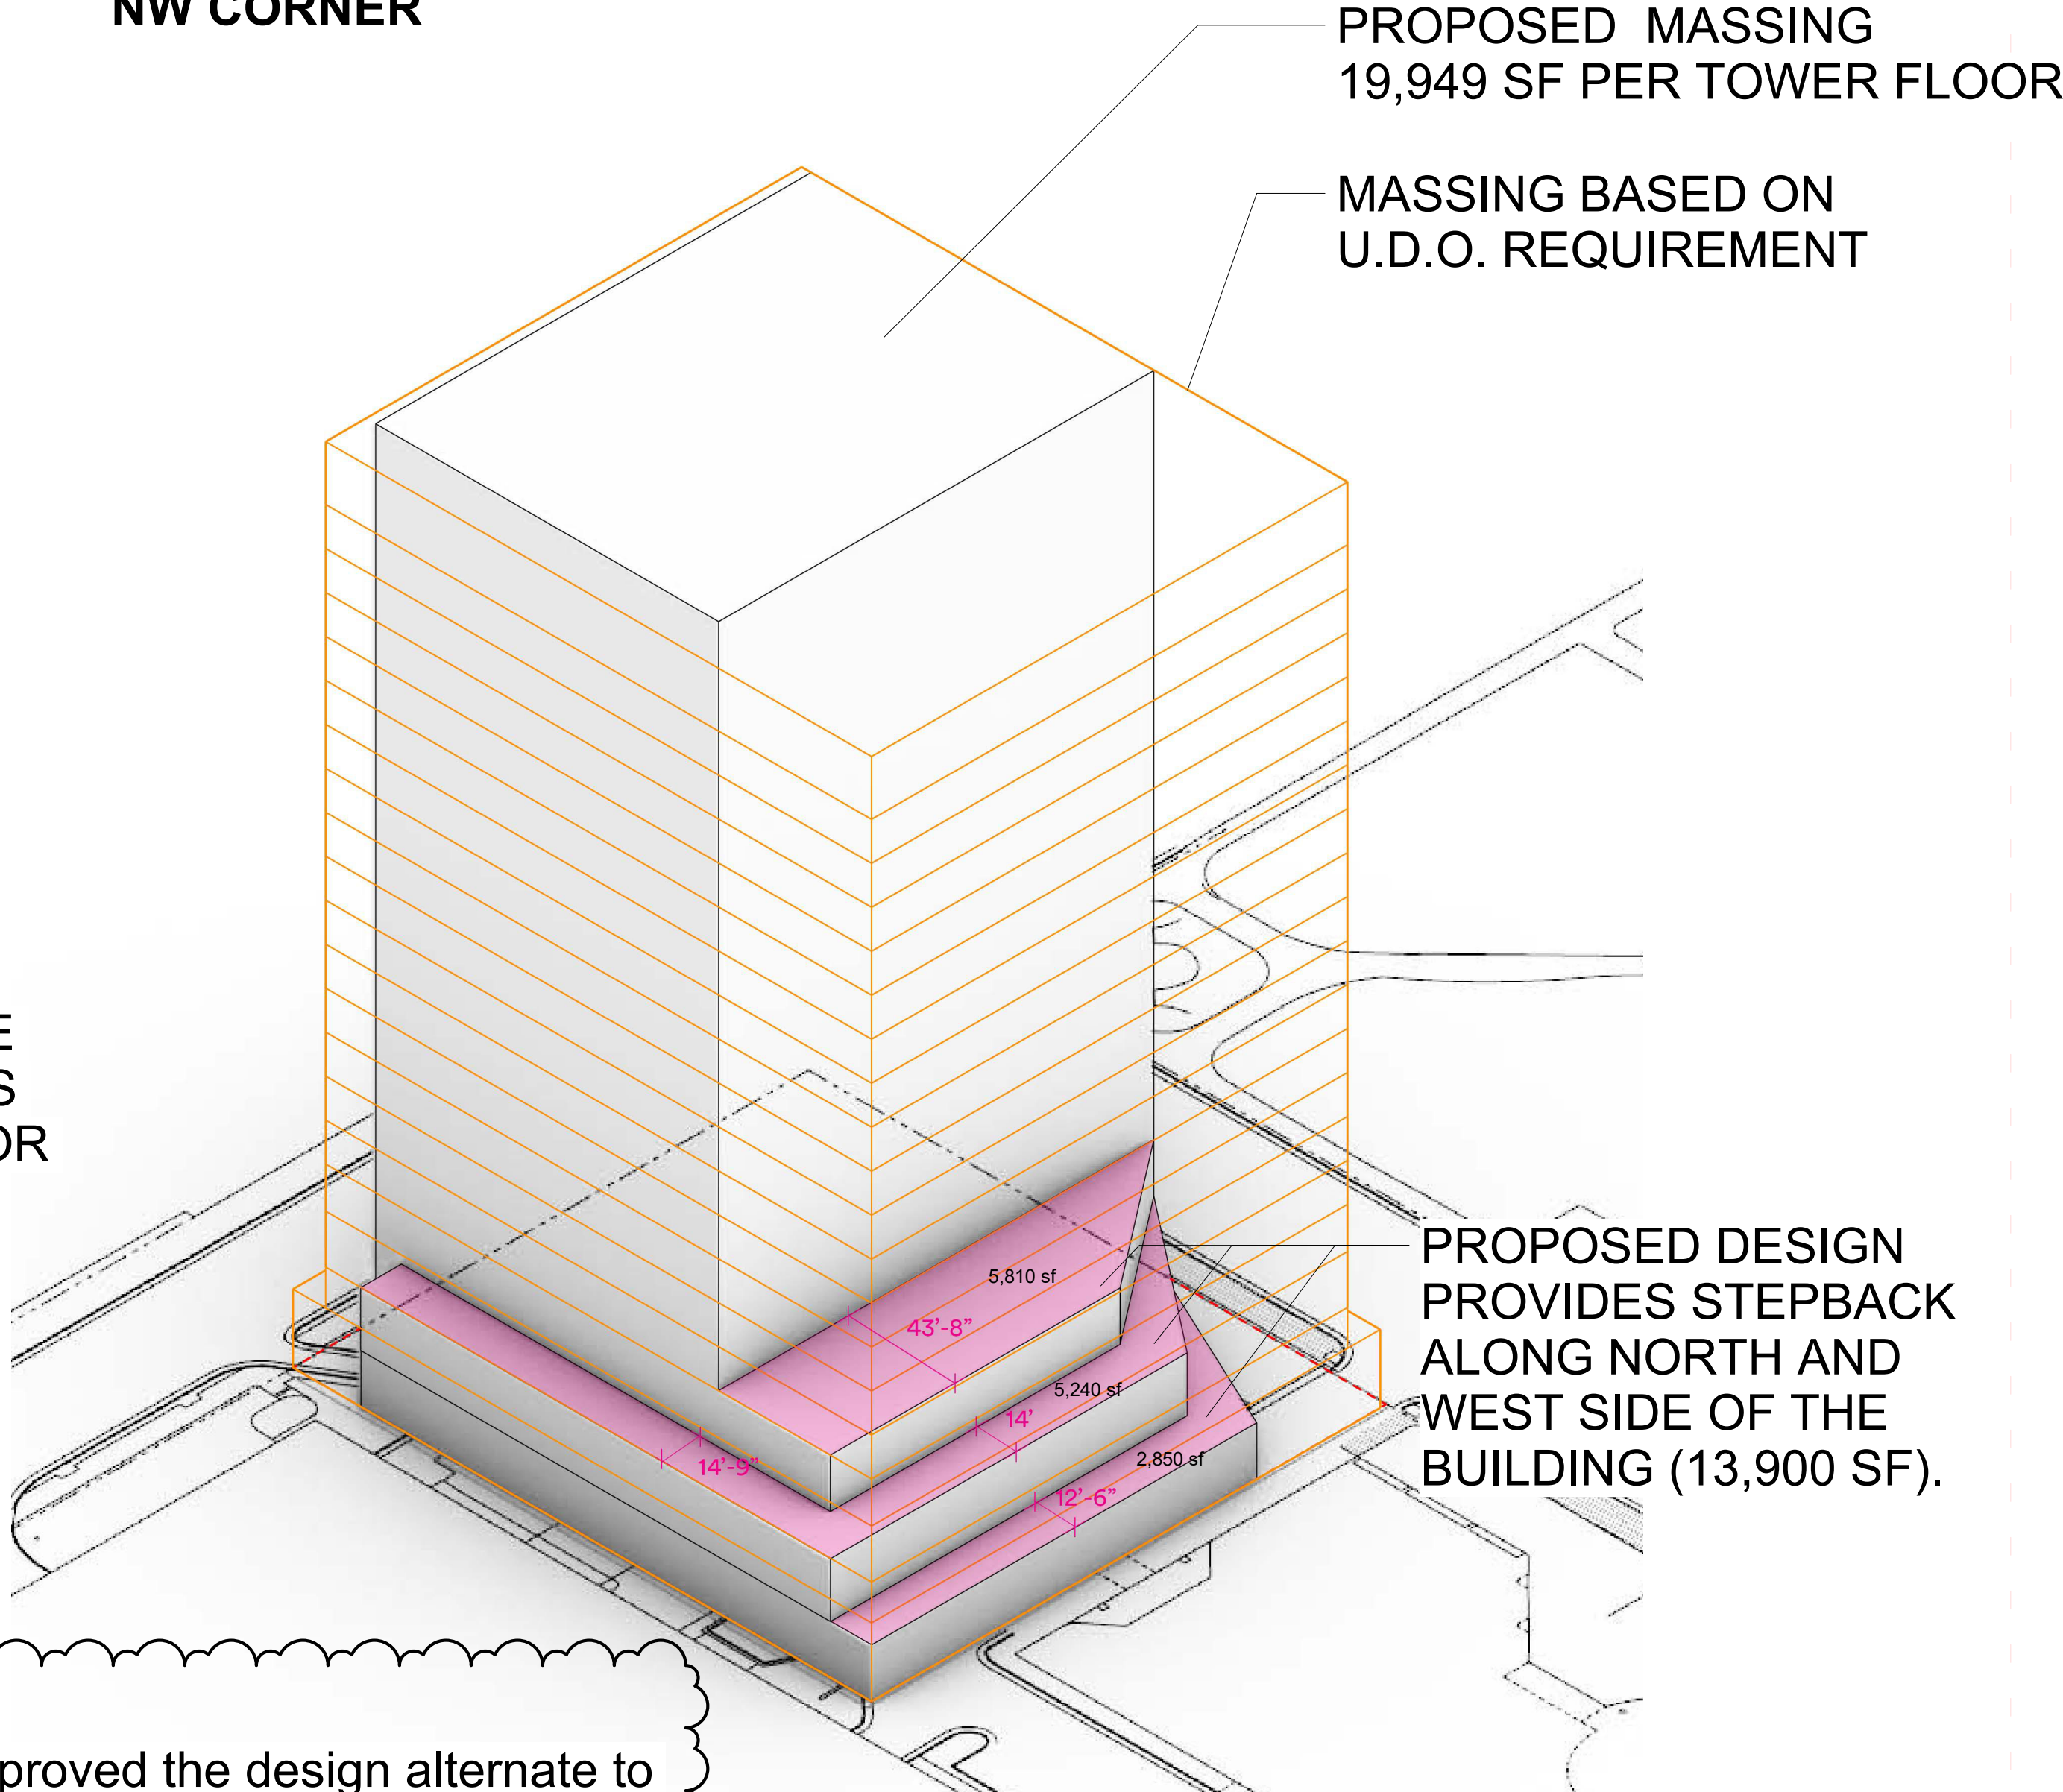 NW CORNER
PROPOSED MASSING
19,949 SF PER TOWER FLOOR
MASSING BASED ON
U.D.O. REQUIREMENT
E
S
OR
5,810 sf
43'-8"
5,240 sf
14'
14'-9"
2,850 sf
12'-6"
PROPOSED DESIGN
PROVIDES STEPBACK
ALONG NORTH AND
WEST SIDE OF THE
BUILDING (13,900 SF).
proved the design alternate to